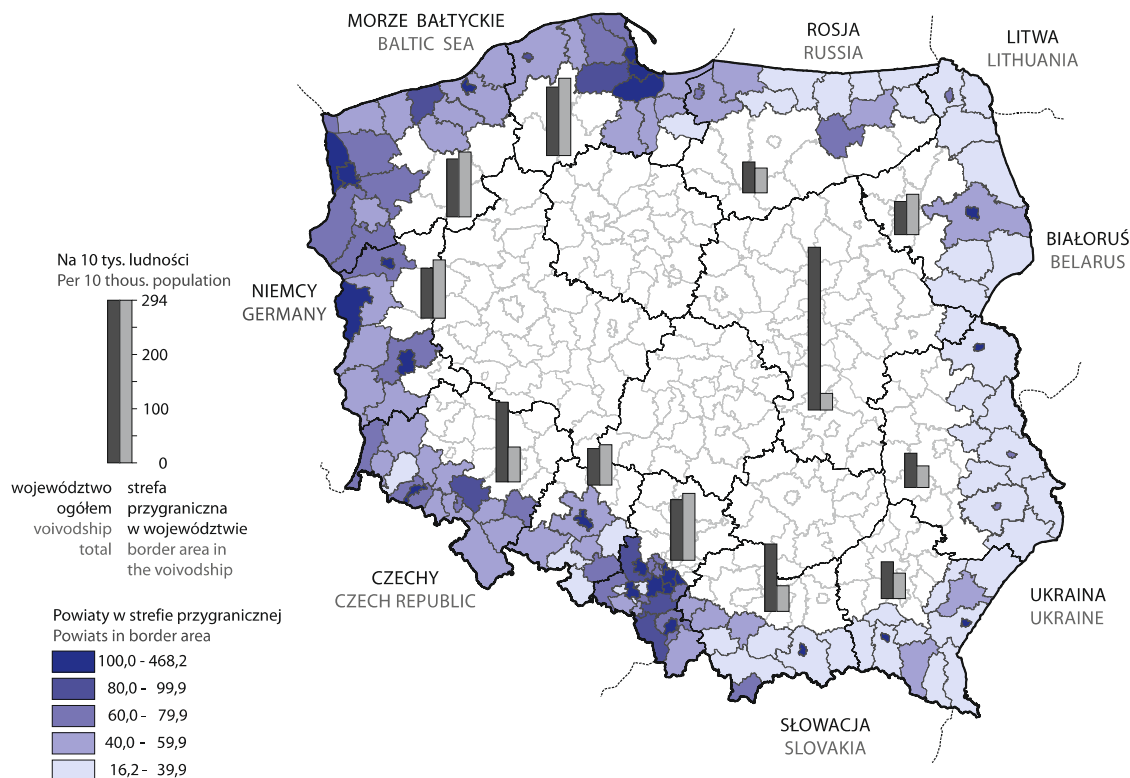 MORZE BAŁTYCKIE
BALTIC SEA
ROSJA
RUSSIA
LITWA
LITHUANIA
BIAŁORUŚ
BELARUS
Na 10 tys. ludności
Per 10 thous. population
294
200
100
0
województwo
ogółem
voivodship
total
strefa
przygraniczna
w województwie
border area in
the voivodship
NIEMCY
GERMANY
CZECHY
CZECH REPUBLIC
UKRAINA
UKRAINE
SŁOWACJA
SLOVAKIA
Powiaty w strefie przygranicznej
Powiats in border area
100,0 - 468,2
80,0 - 99,9
60,0 - 79,9
40,0 - 59,9
16,2 - 39,9